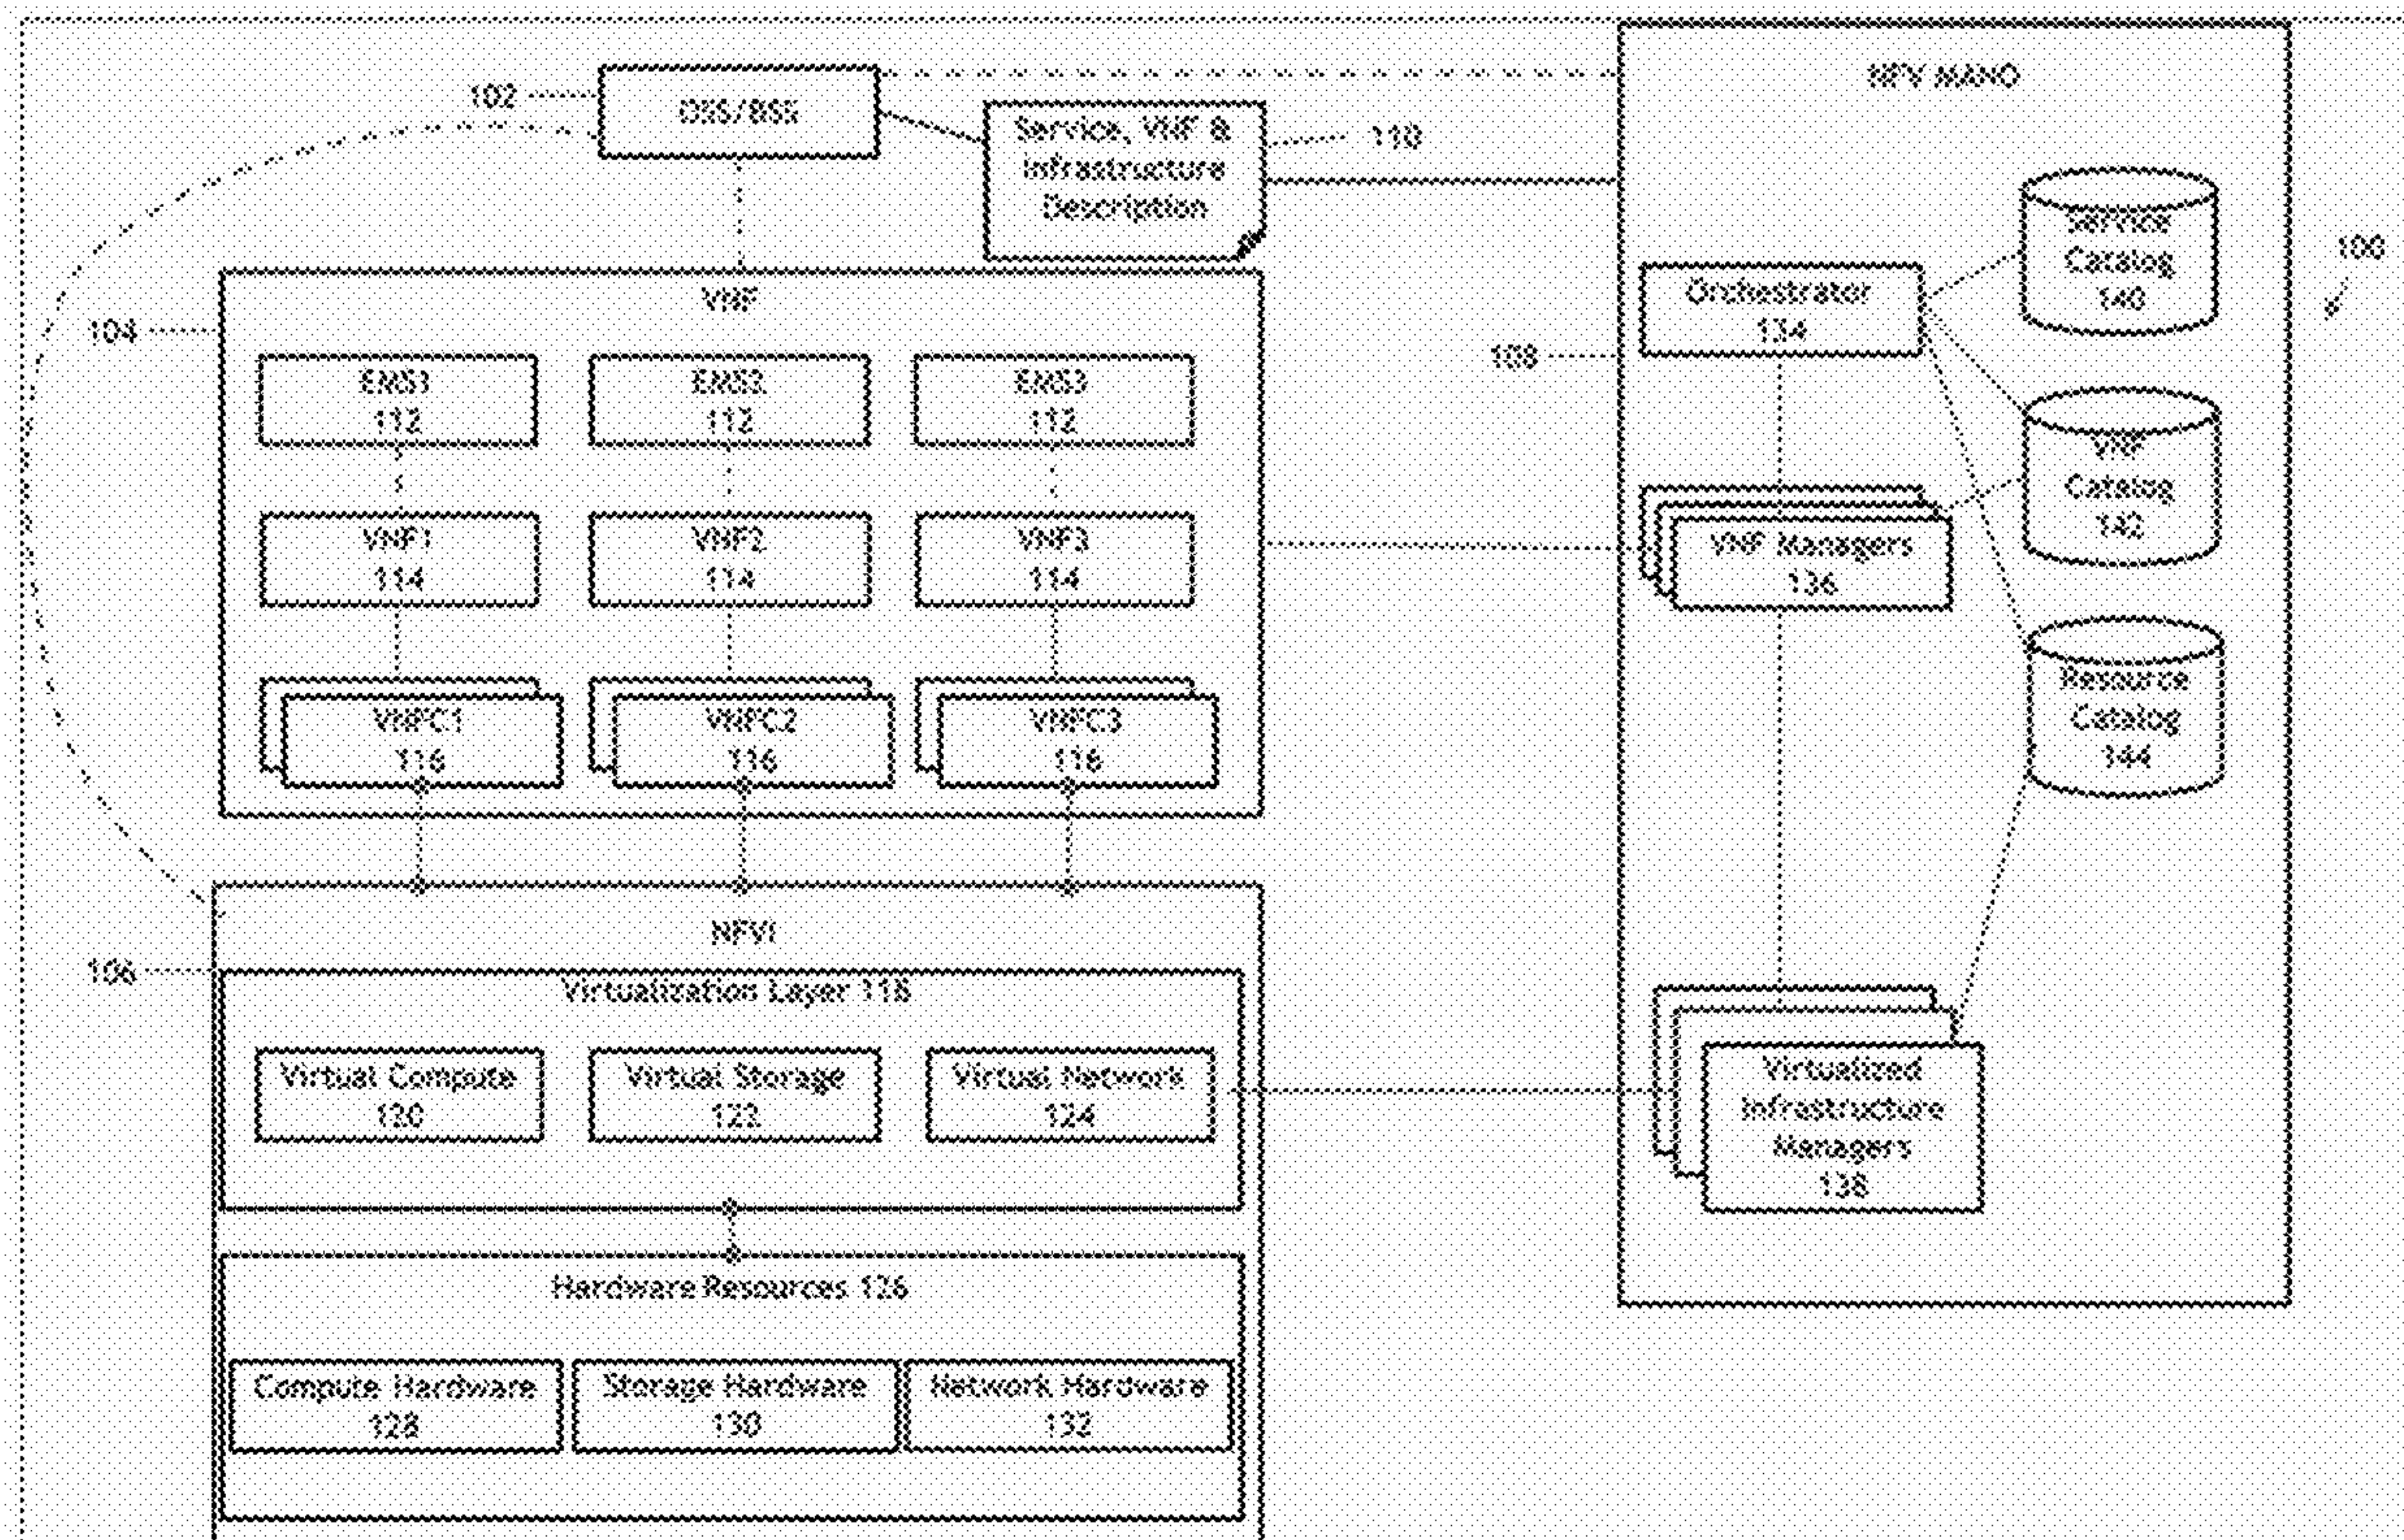 102
OSS/BSS
Service, VNF &
Infrastructure
Description
110
NFV MANO
100
Service
Catalog
140
Orchestrator
134
108
VNF
Catalog
142
VNF Managers
136
Resource
Catalog
144
Virtualized
Infrastructure
Managers
138
VNF
104
EMS1
112
EMS2
112
EMS3
112
VNF1
114
VNF2
114
VNF3
114
VNFC1
116
VNFC2
116
VNFC3
116
NFVI
106
Virtualization Layer 118
Virtual Compute
120
Virtual Storage
122
Virtual Network
124
Hardware Resources 126
Compute Hardware
128
Storage Hardware
130
Network Hardware
132